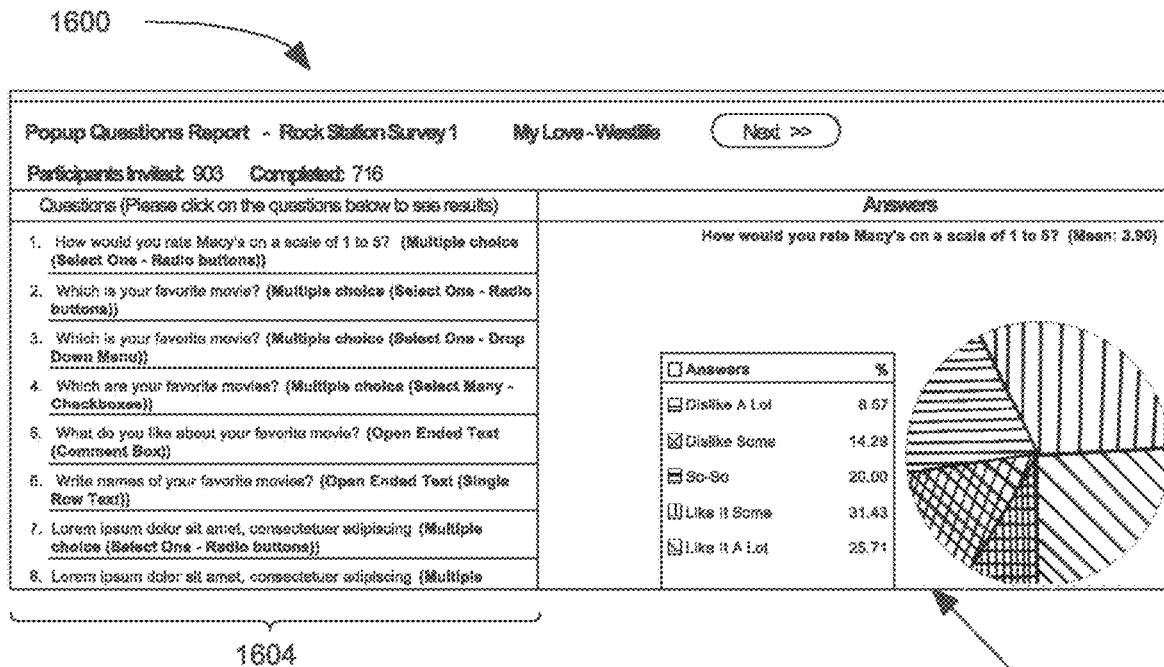 1600
Popup Questions Report - Rock Station Survey 1 My Love - Westlife Next >>
Participants Invited: 903 Completed: 716
Questions (Please click on the questions below to see results)
Answers
1. How would you rate Macy's on a scale of 1 to 5? (Multiple choice
(Select One - Radio buttons))
2. Which is your favorite movie? (Multiple choice (Select One - Radio
buttons))
3. Which is your favorite movie? (Multiple choice (Select One - Drop
Down Menu))
4. Which are your favorite movies? (Multiple choice (Select Many -
Checkboxes))
5. What do you like about your favorite movie? (Open Ended Text
(Comment Box))
6. Write names of your favorite movies? (Open Ended Text (Single
Row Text))
7. Lorem ipsum dolor sit amet, consectetuer adipiscing (Multiple
choice (Select One - Radio buttons))
8. Lorem ipsum dolor sit amet, consectetuer adipiscing (Multiple
How would you rate Macy's on a scale of 1 to 5? (Mean: 3.90)
Answers %
Dislike A Lot 8.57
Dislike Some 14.29
So-So 20.00
Like It Some 31.43
Like It A Lot 25.71
1604